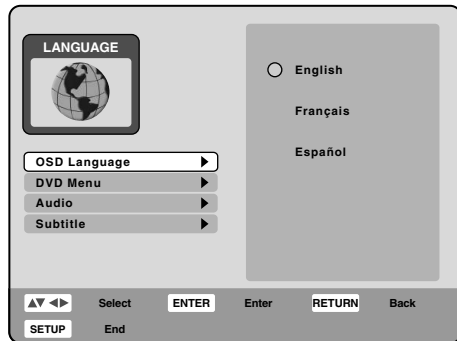 LANGUAGE
OSD Language
DVD Menu
Audio
Subtitle
English
Français
Español
Select ENTER Enter RETURN Back
SETUP End